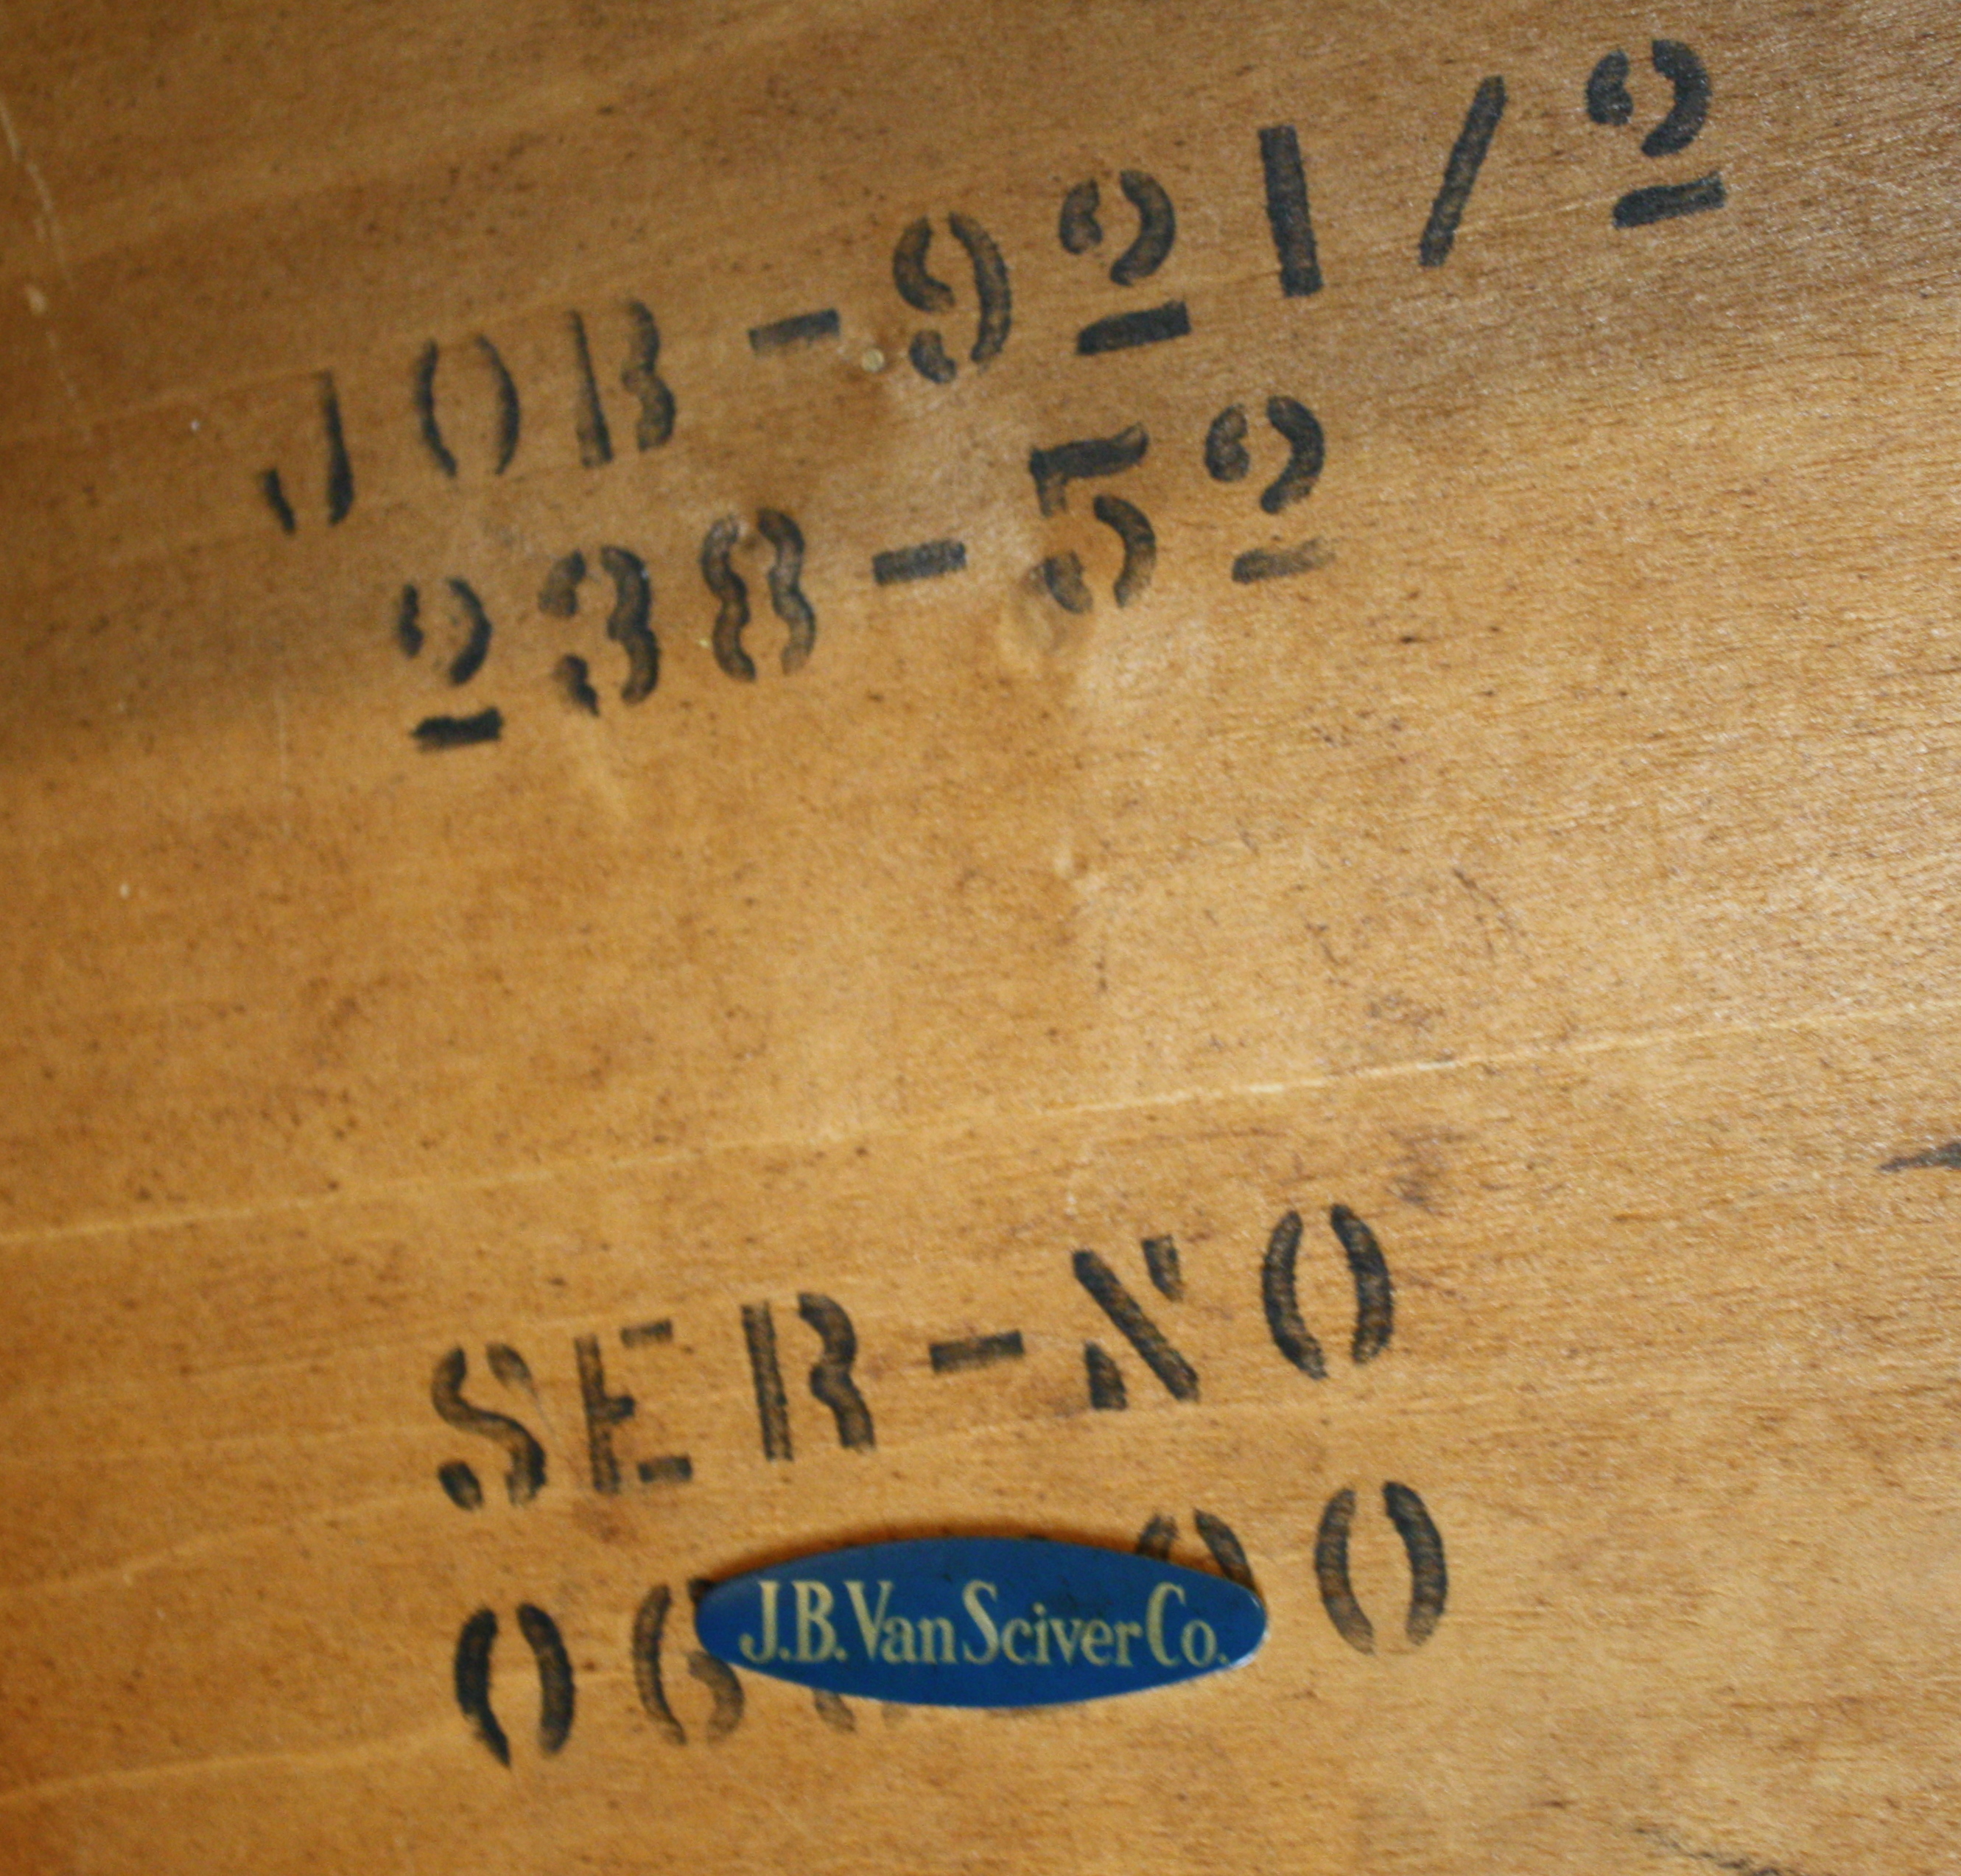 JOB-921/2
238-52
SER-NO
J.B. Van Sciver Co.